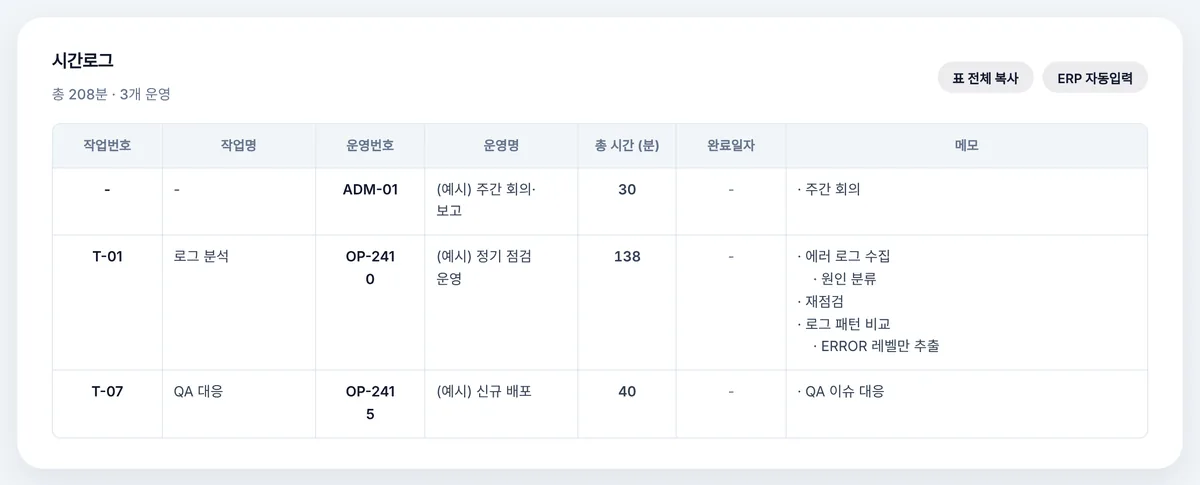 시간로그
총 208분 · 3개 운영
표 전체 복사
ERP 자동입력
작업번호 작업명 운영번호 운영명 총 시간 (분) 완료일자 메모
- - ADM-01 (예시) 주간 회의· 30 - · 주간 회의
보고
T-01 로그 분석 OP-241 (예시) 정기 점검 138 - · 에러 로그 수집
0 운영 · 원인 분류
· 재점검
· 로그 패턴 비교
· ERROR 레벨만 추출
T-07 QA 대응 OP-241 (예시) 신규 배포 40 - · QA 이슈 대응
5